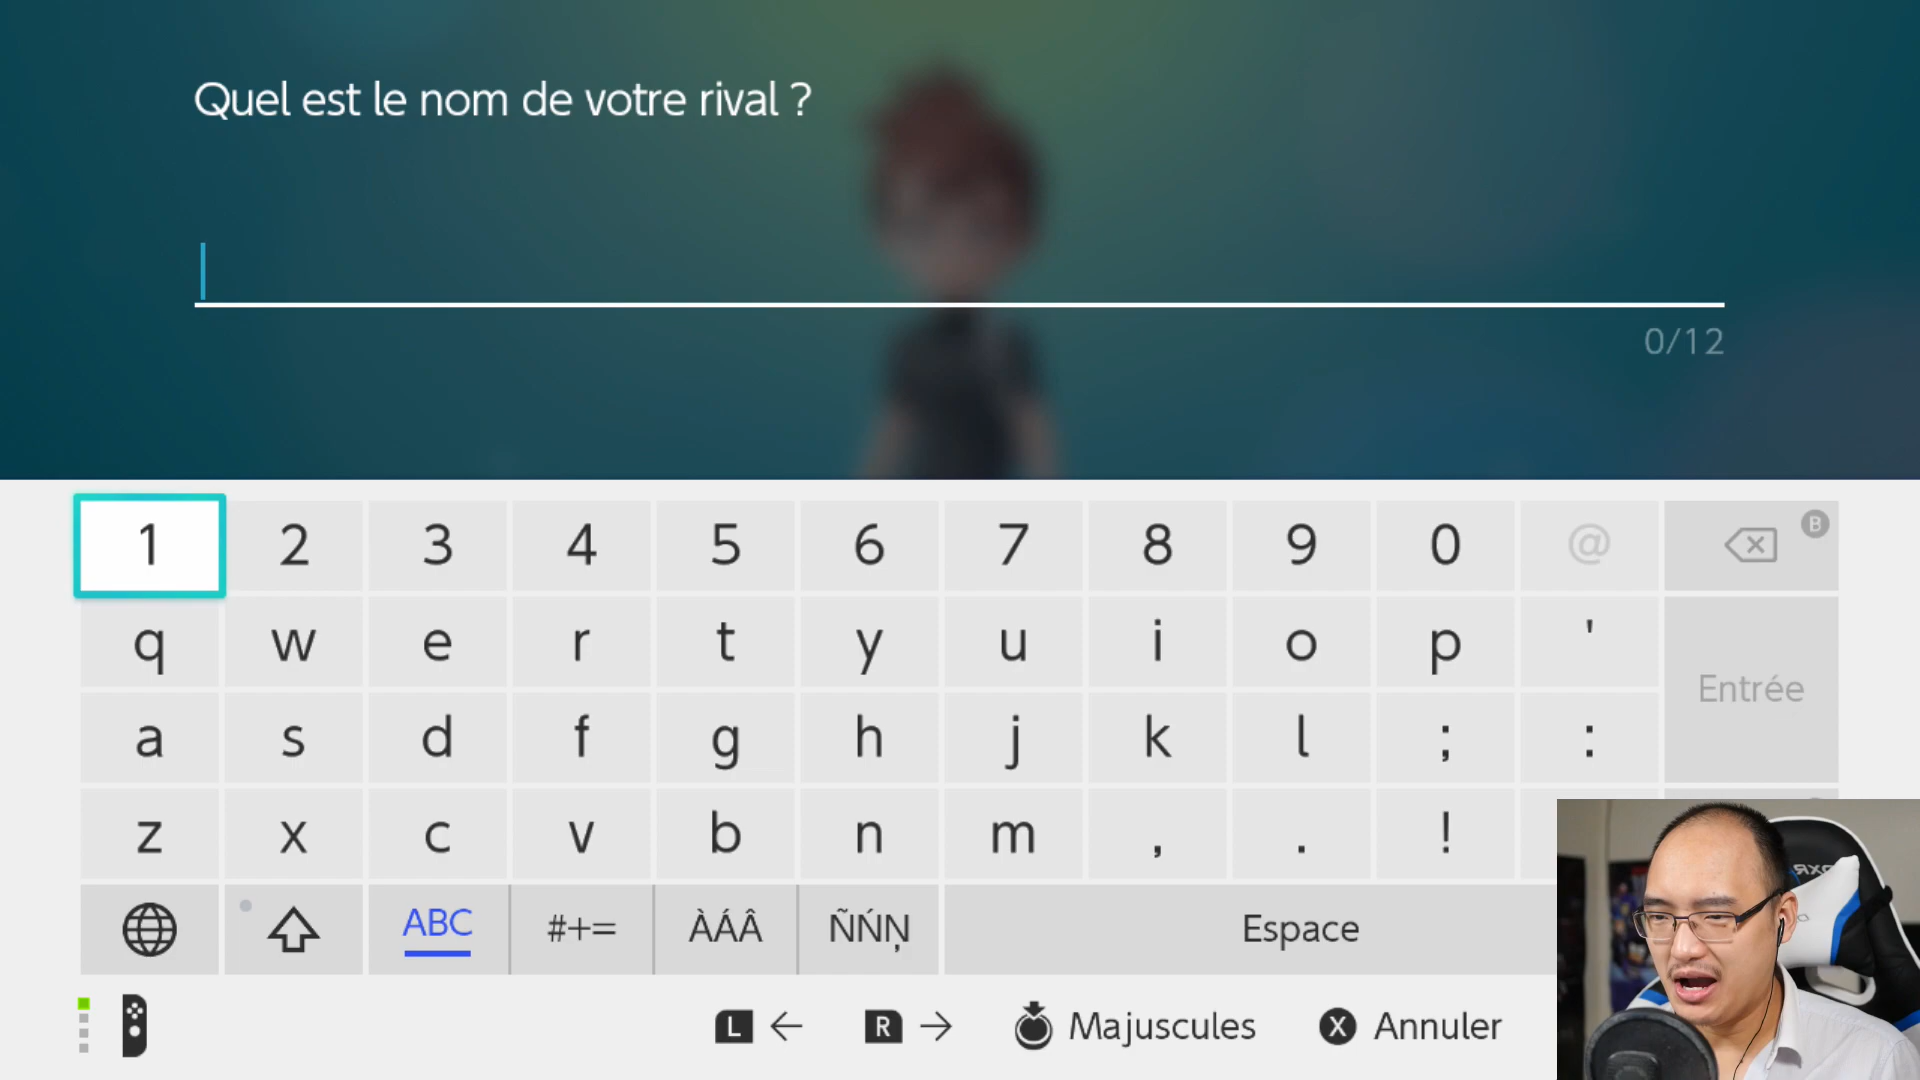 Quel est le nom de votre rival ?
0/12
1 2 3 4 5 6 7 8 9 0 @ B
q w e r t y u i o p '
Entrée
a s d f g h j k l ; :
z x c v b n m , . !
ABC #+= ÀÁÂ ÑŃŅ Espace
L ← R → Majuscules X Annuler